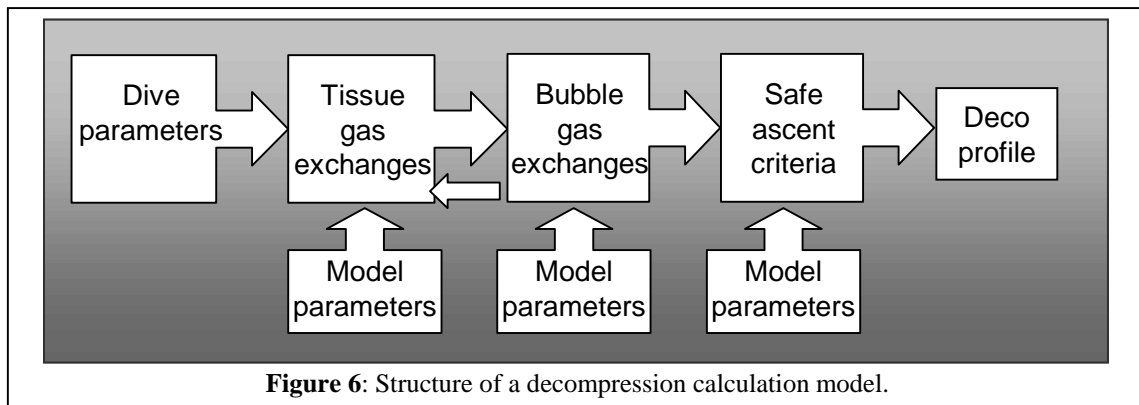 Dive
parameters
Tissue
gas
exchanges
Bubble
gas
exchanges
Safe
ascent
criteria
Deco
profile
Model
parameters
Model
parameters
Model
parameters
Figure 6: Structure of a decompression calculation model.